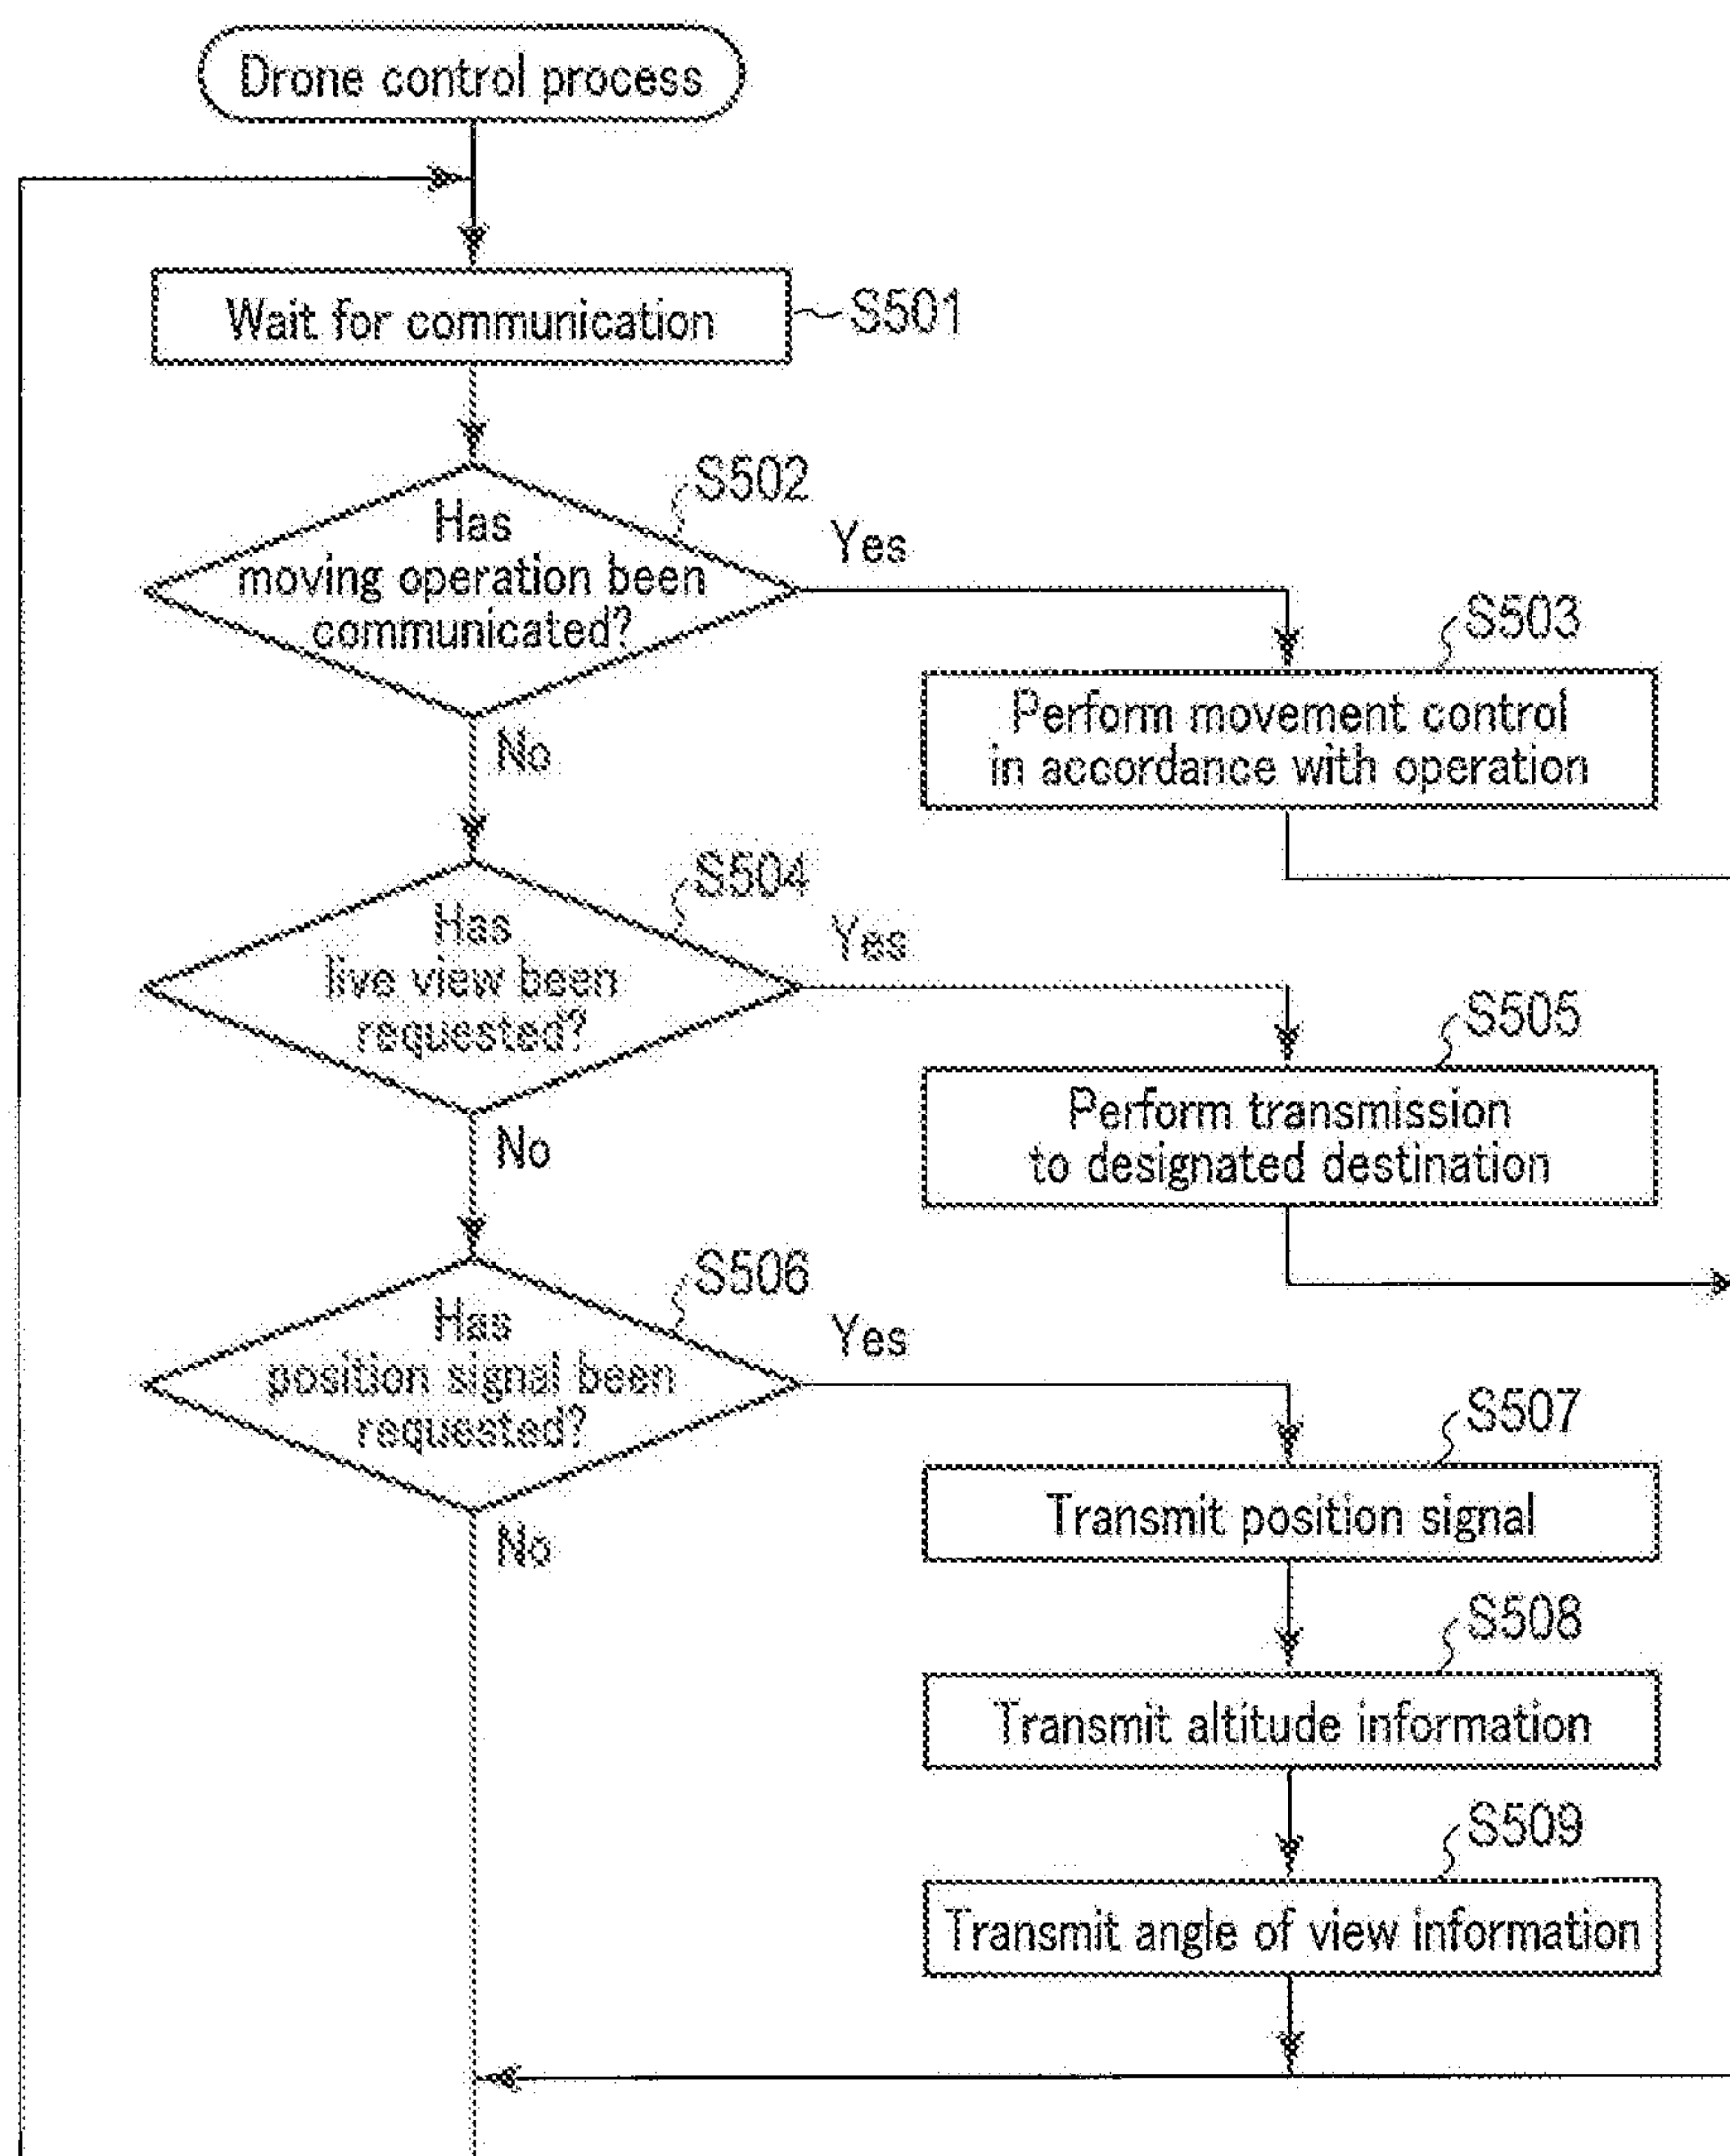 Drone control process
Wait for communication
S501
S502
Has
moving operation been
communicated?
Yes
No
S503
Perform movement control
in accordance with operation
S504
Has
live view been
requested?
Yes
No
S505
Perform transmission
to designated destination
S506
Has
position signal been
requested?
Yes
No
S507
Transmit position signal
S508
Transmit altitude information
S509
Transmit angle of view information